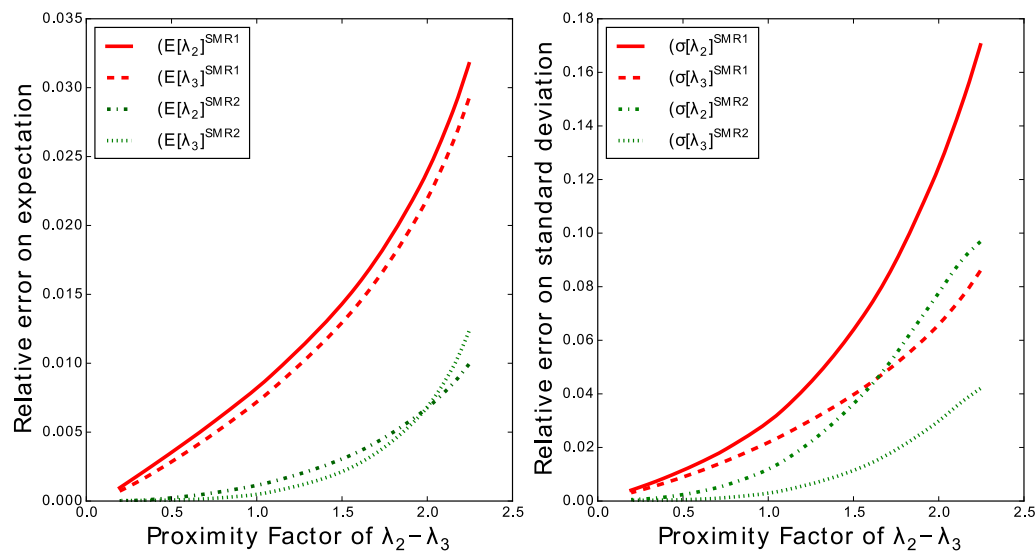 0.035
0.030
0.025
0.020
0.015
0.010
0.005
0.000
Relative error on expectation
(E[λ₂]^SMR1
(E[λ₃]^SMR1
(E[λ₂]^SMR2
(E[λ₃]^SMR2
0.0 0.5 1.0 1.5 2.0 2.5
Proximity Factor of λ₂−λ₃
0.18
0.16
0.14
0.12
0.10
0.08
0.06
0.04
0.02
0.00
Relative error on standard deviation
(σ[λ₂]^SMR1
(σ[λ₃]^SMR1
(σ[λ₂]^SMR2
(σ[λ₃]^SMR2
0.0 0.5 1.0 1.5 2.0 2.5
Proximity Factor of λ₂−λ₃